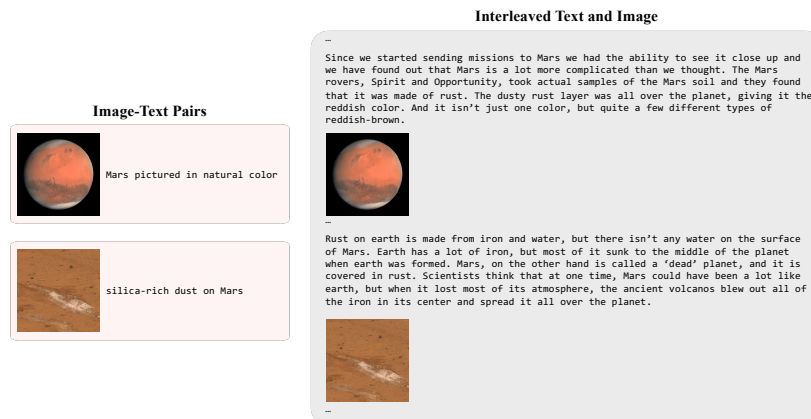 Image-Text Pairs
Mars pictured in natural color
silica-rich dust on Mars
Interleaved Text and Image
…
Since we started sending missions to Mars we had the ability to see it close up and
we have found out that Mars is a lot more complicated than we thought. The Mars
rovers, Spirit and Opportunity, took actual samples of the Mars soil and they found
that it was made of rust. The dusty rust layer was all over the planet, giving it the
reddish color. And it isn’t just one color, but quite a few different types of
reddish-brown.
…
Rust on earth is made from iron and water, but there isn’t any water on the surface
of Mars. Earth has a lot of iron, but most of it sunk to the middle of the planet
when earth was formed. Mars, on the other hand is called a ‘dead’ planet, and it is
covered in rust. Scientists think that at one time, Mars could have been a lot like
earth, but when it lost most of its atmosphere, the ancient volcanos blew out all of
the iron in its center and spread it all over the planet.
…